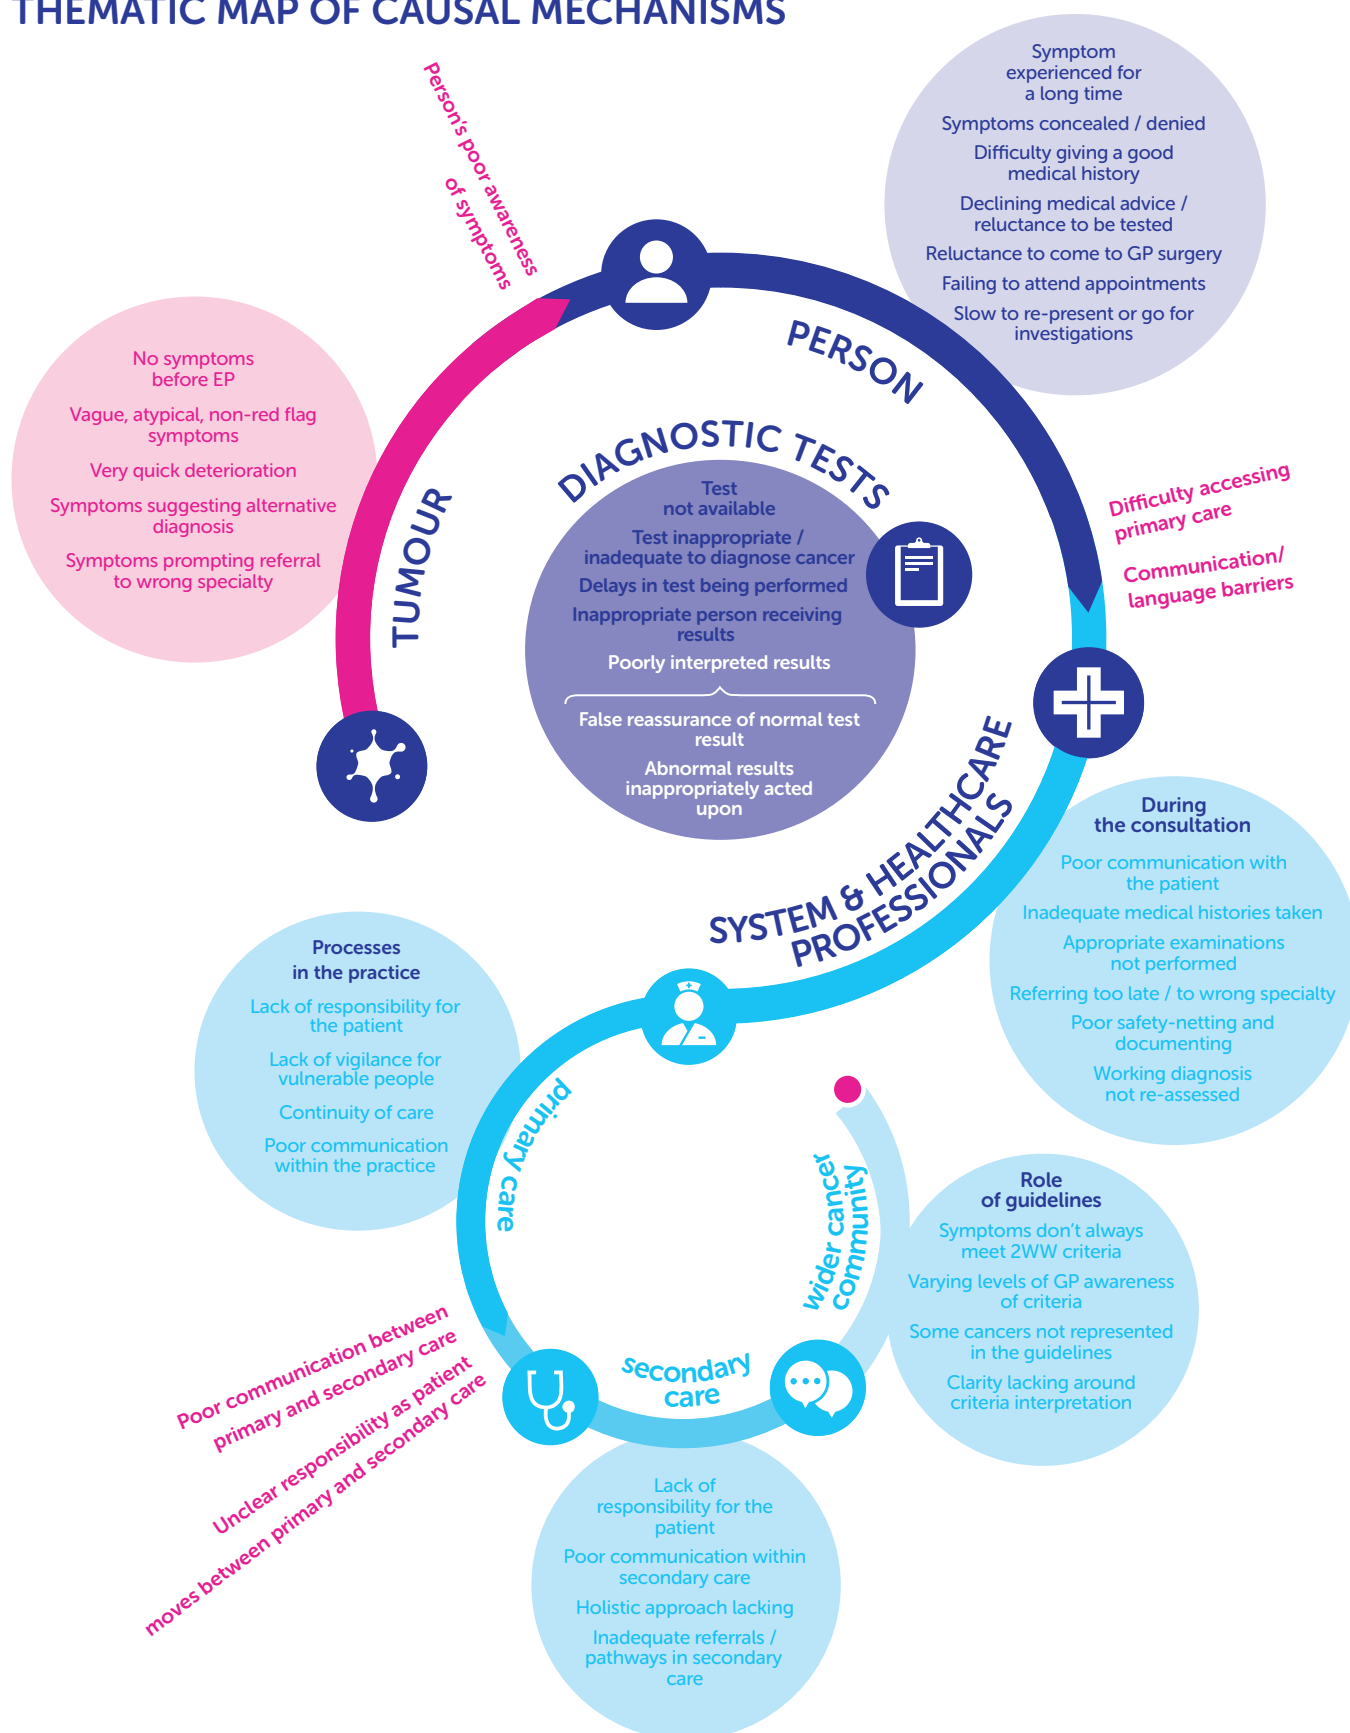 THEMATIC MAP OF CAUSAL MECHANISMS
Person's poor awareness
of symptoms
Symptom
experienced for
a long time
Symptoms concealed / denied
Difficulty giving a good
medical history
Declining medical advice /
reluctance to be tested
Reluctance to come to GP surgery
Failing to attend appointments
Slow to re-present or go for
investigations
PERSON
No symptoms
before EP
Vague, atypical, non-red flag
symptoms
Very quick deterioration
Symptoms suggesting alternative
diagnosis
Symptoms prompting referral
to wrong specialty
TUMOUR
DIAGNOSTIC TESTS
Test
not available
Test inappropriate /
inadequate to diagnose cancer
Delays in test being performed
Inappropriate person receiving
results
Poorly interpreted results
False reassurance of normal test
result
Abnormal results
inappropriately acted
upon
Difficulty accessing
primary care
Communication/
language barriers
SYSTEM & HEALTHCARE
PROFESSIONALS
During
the consultation
Poor communication with
the patient
Inadequate medical histories taken
Appropriate examinations
not performed
Referring too late / to wrong specialty
Poor safety-netting and
documenting
Working diagnosis
not re-assessed
Processes
in the practice
Lack of responsibility for
the patient
Lack of vigilance for
vulnerable people
Continuity of care
Poor communication
within the practice
primary care
wider cancer
community
Role
of guidelines
Symptoms don't always
meet 2WW criteria
Varying levels of GP awareness
of criteria
Some cancers not represented
in the guidelines
Clarity lacking around
criteria interpretation
Poor communication between
primary and secondary care
Unclear responsibility as patient
moves between primary and secondary care
secondary
care
Lack of
responsibility for the
patient
Poor communication within
secondary care
Holistic approach lacking
Inadequate referrals /
pathways in secondary
care